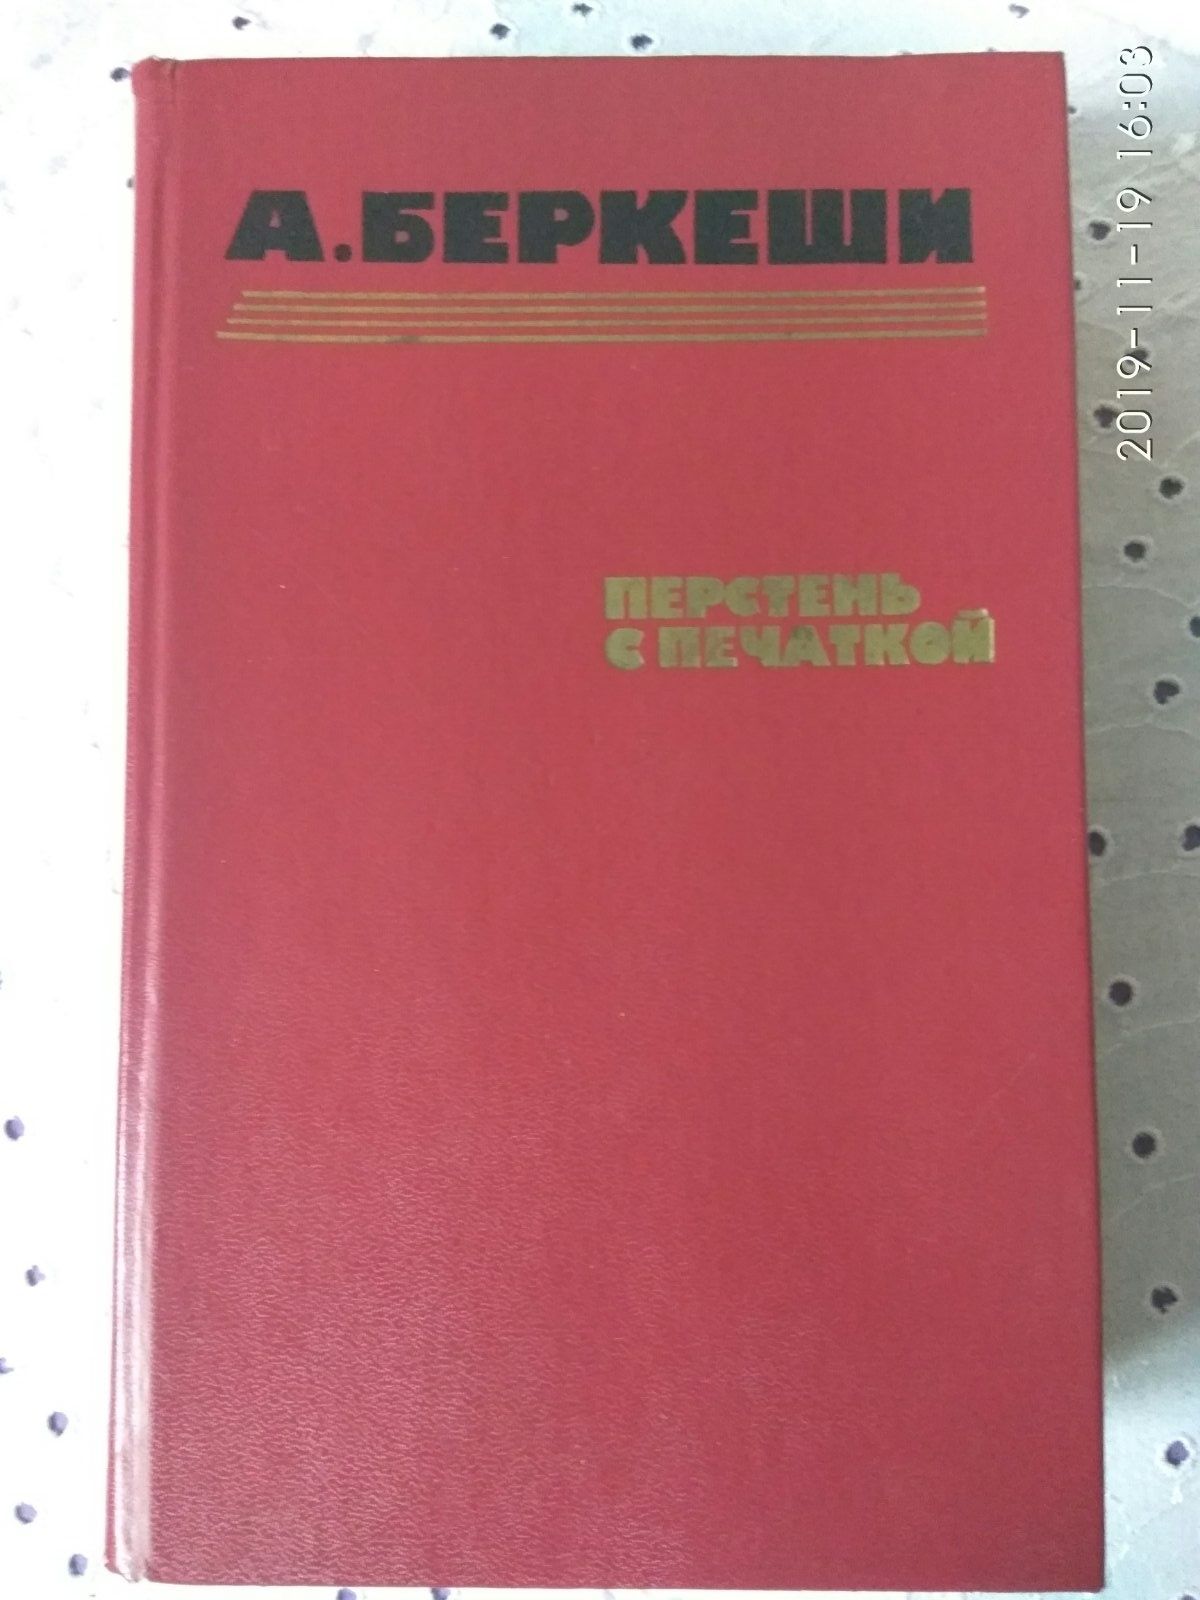 А. БЕРКЕШИ
ПЕРСТЕНЬ
С ПЕЧАТКОЙ
2019-11-19 16:03